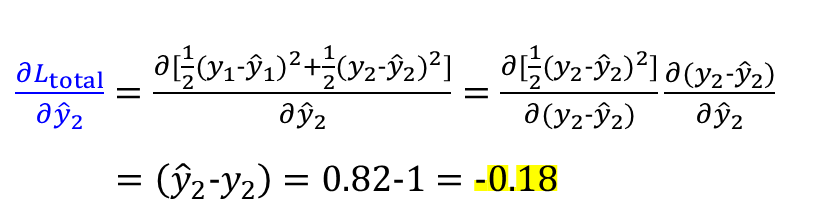 ∂L_total/∂ŷ₂ = ∂[½(y₁-ŷ₁)²+½(y₂-ŷ₂)²]/∂ŷ₂ = ∂[½(y₂-ŷ₂)²]/∂(y₂-ŷ₂) ∂(y₂-ŷ₂)/∂ŷ₂
= (ŷ₂-y₂) = 0.82-1 = -0.18